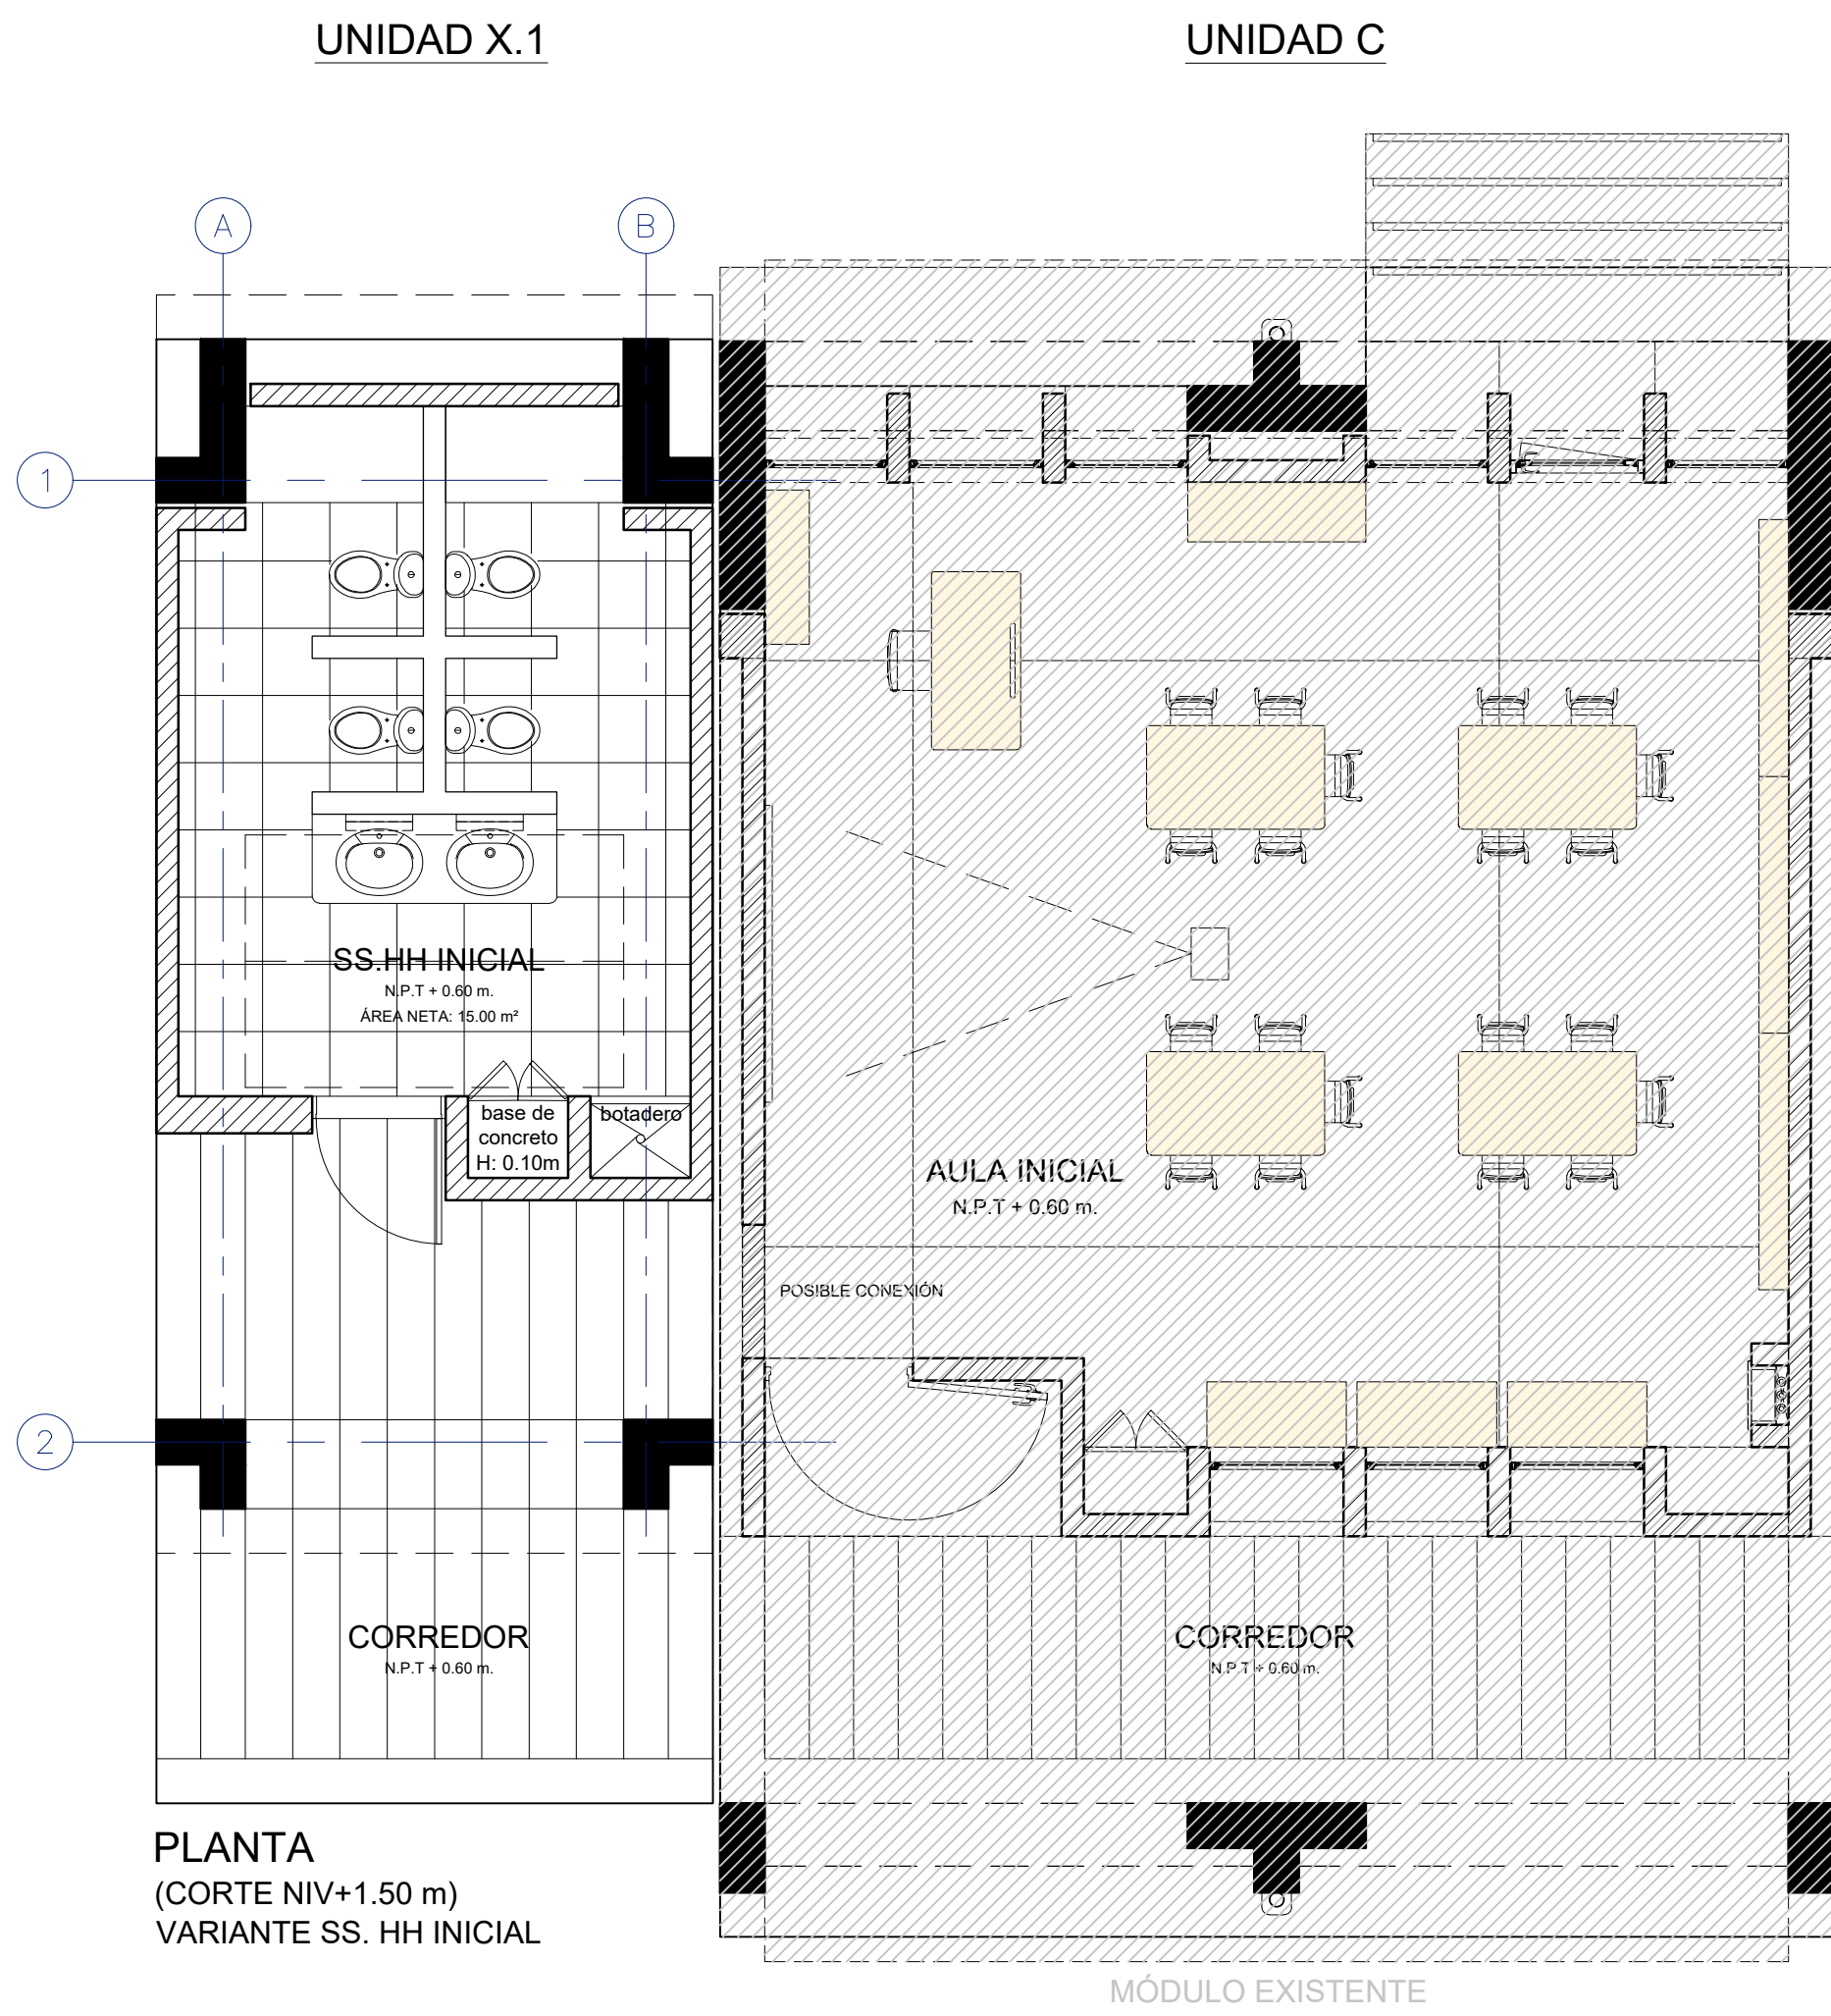 UNIDAD X.1
UNIDAD C
A
B
1
SS.HH INICIAL
N.P.T + 0.60 m.
ÁREA NETA: 15.00 m²
base de
concreto
H: 0.10m
botadero
AULA INICIAL
N.P.T + 0.60 m.
POSIBLE CONEXIÓN
2
CORREDOR
N.P.T + 0.60 m.
CORREDOR
N.P.T + 0.60 m.
PLANTA
(CORTE NIV+1.50 m)
VARIANTE SS. HH INICIAL
MÓDULO EXISTENTE